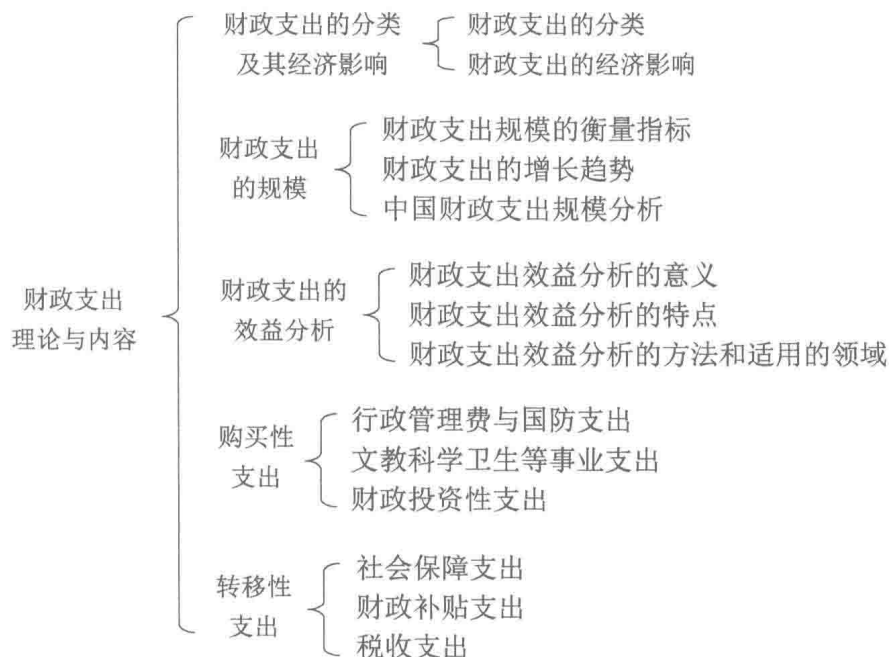 财政支出
理论与内容
财政支出的分类
及其经济影响
财政支出的分类
财政支出的经济影响
财政支出
的规模
财政支出规模的衡量指标
财政支出的增长趋势
中国财政支出规模分析
财政支出的
效益分析
财政支出效益分析的意义
财政支出效益分析的特点
财政支出效益分析的方法和适用的领域
购买性
支出
行政管理费与国防支出
文教科学卫生等事业支出
财政投资性支出
转移性
支出
社会保障支出
财政补贴支出
税收支出